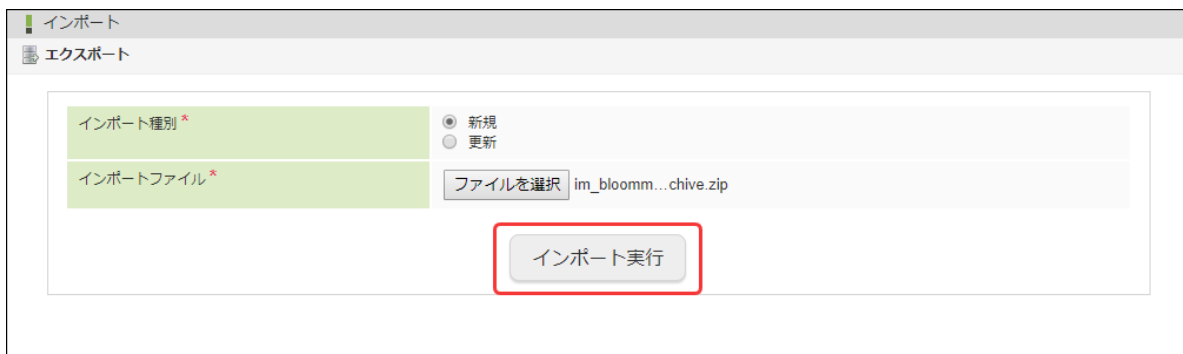 インポート
エクスポート
インポート種別 *
新規
更新
インポートファイル *
ファイルを選択 im_bloomm…chive.zip
インポート実行